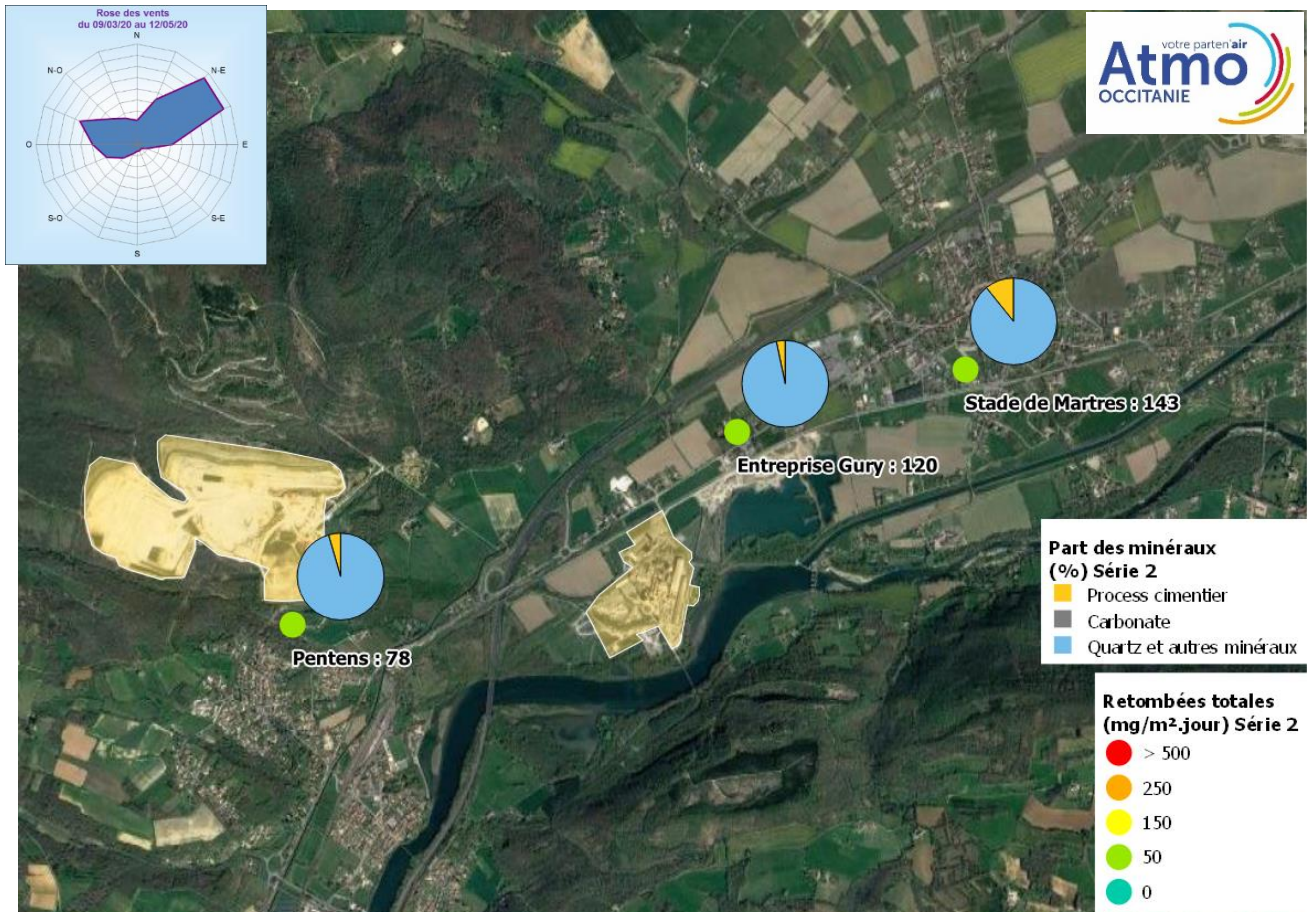 Rose des vents
du 09/03/20 au 12/05/20
N
N-O
N-E
O
E
S-O
S-E
S
votre parten'air
Atmo
OCCITANIE
Stade de Martres : 143
Entreprise Gury : 120
Pentens : 78
Part des minéraux
(%) Série 2
Process cimentier
Carbonate
Quartz et autres minéraux
Retombées totales
(mg/m².jour) Série 2
> 500
250
150
50
0